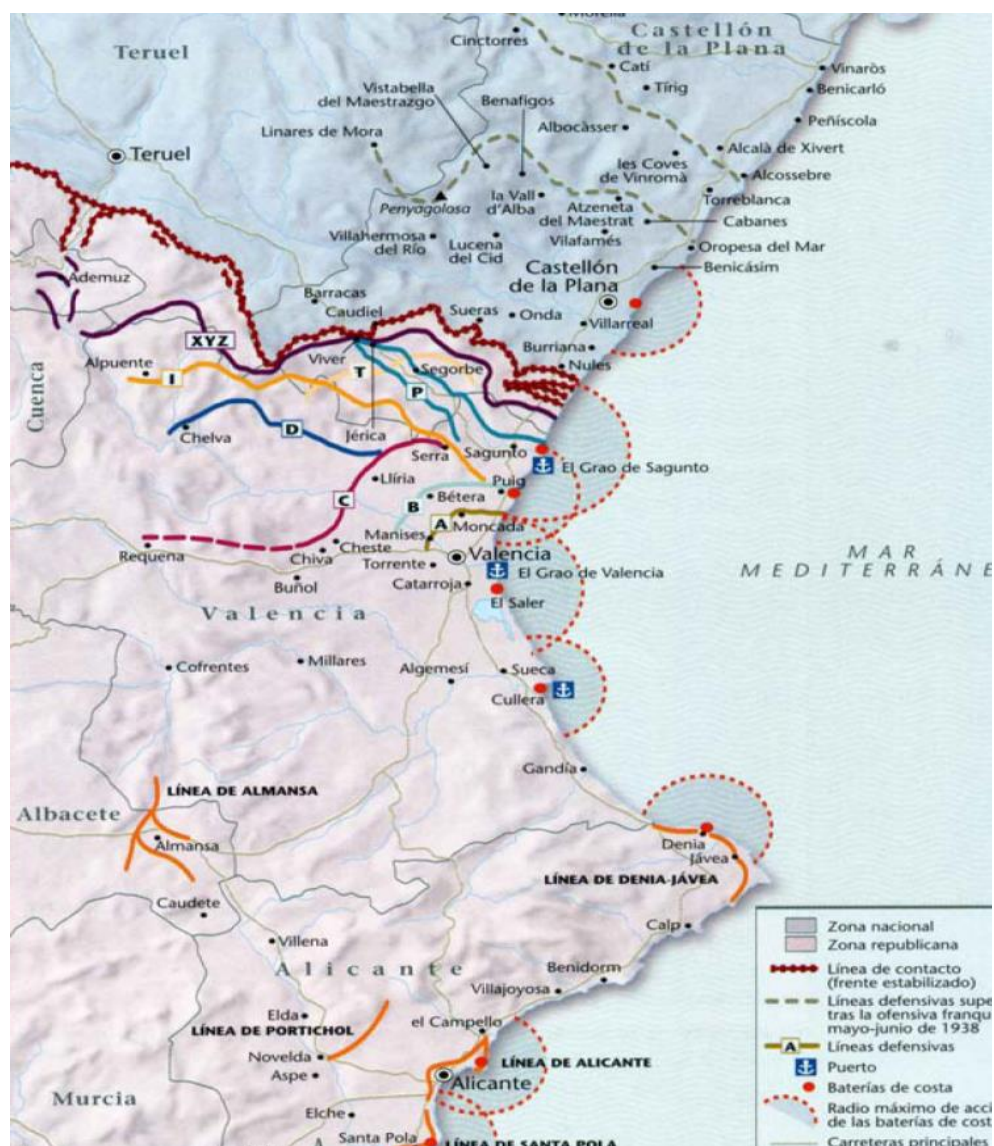 Morella
Castellón
de la Plana
Teruel
Cinctorres
Catí
Vinaròs
Tírig
Benicarló
Vistabella
del Maestrazgo
Benafigos
Peñíscola
Linares de Mora
Albocàsser
Alcalà de Xivert
Teruel
les Coves
de Vinromà
Alcossebre
la Vall
d'Alba
Penyagolosa
Atzeneta
del Maestrat
Torreblanca
Cabanes
Villahermosa
del Río
Lucena
del Cid
Vilafamés
Oropesa del Mar
Ademuz
Castellón
de la Plana
Benicásim
Barracas
Caudiel
Sueras
Onda
Villarreal
XYZ
Burriana
Viver
Alpuente
I
T
Segorbe
Nules
P
Cuenca
D
Chelva
Jérica
Serra
Sagunto
El Grao de Sagunto
Llíria
Puig
C
B
Bétera
A
Moncada
Manises
Requena
Cheste
Chiva
Valencia
MAR
MEDITERRÁNE
Torrente
El Grao de Valencia
Buñol
Catarroja
El Saler
Valencia
Cofrentes
Millares
Algemesí
Sueca
Cullera
Gandía
LÍNEA DE ALMANSA
Albacete
Almansa
Denia
Jávea
LÍNEA DE DENIA-JÁVEA
Caudete
Calp
Villena
Alicante
Benidorm
Villajoyosa
Elda
el Campello
LÍNEA DE PORTICHOL
Novelda
LÍNEA DE ALICANTE
Aspe
Alicante
Murcia
Elche
Santa Pola
LÍNEA DE SANTA POLA
Zona nacional
Zona republicana
Línea de contacto
(frente estabilizado)
Líneas defensivas supe
tras la ofensiva franqu
mayo-junio de 1938
A
Líneas defensivas
Puerto
Baterías de costa
Radio máximo de acci
de las baterías de cost
Carreteras principales